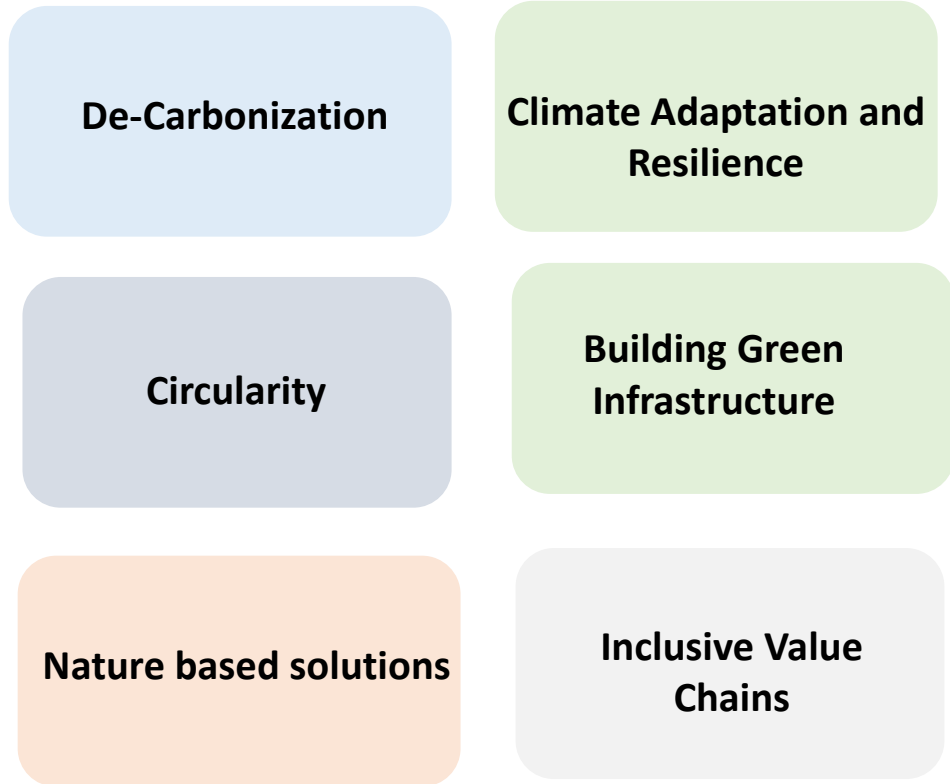 De-Carbonization
Climate Adaptation and
Resilience
Circularity
Building Green
Infrastructure
Nature based solutions
Inclusive Value
Chains